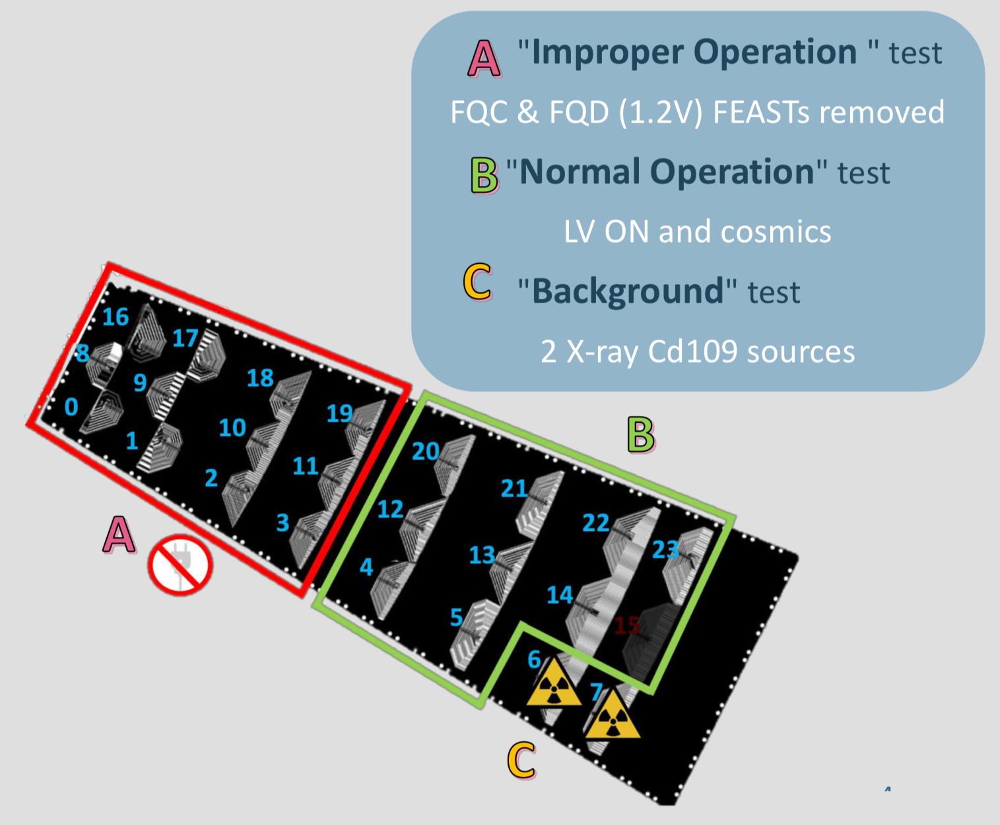 A "Improper Operation " test
FQC & FQD (1.2V) FEASTs removed
B "Normal Operation" test
LV ON and cosmics
C "Background" test
2 X-ray Cd109 sources
16
17
8
9
18
0
10
19
1
2
11
3
A
B
20
21
12
22
13
23
4
14
5
15
6
7
C